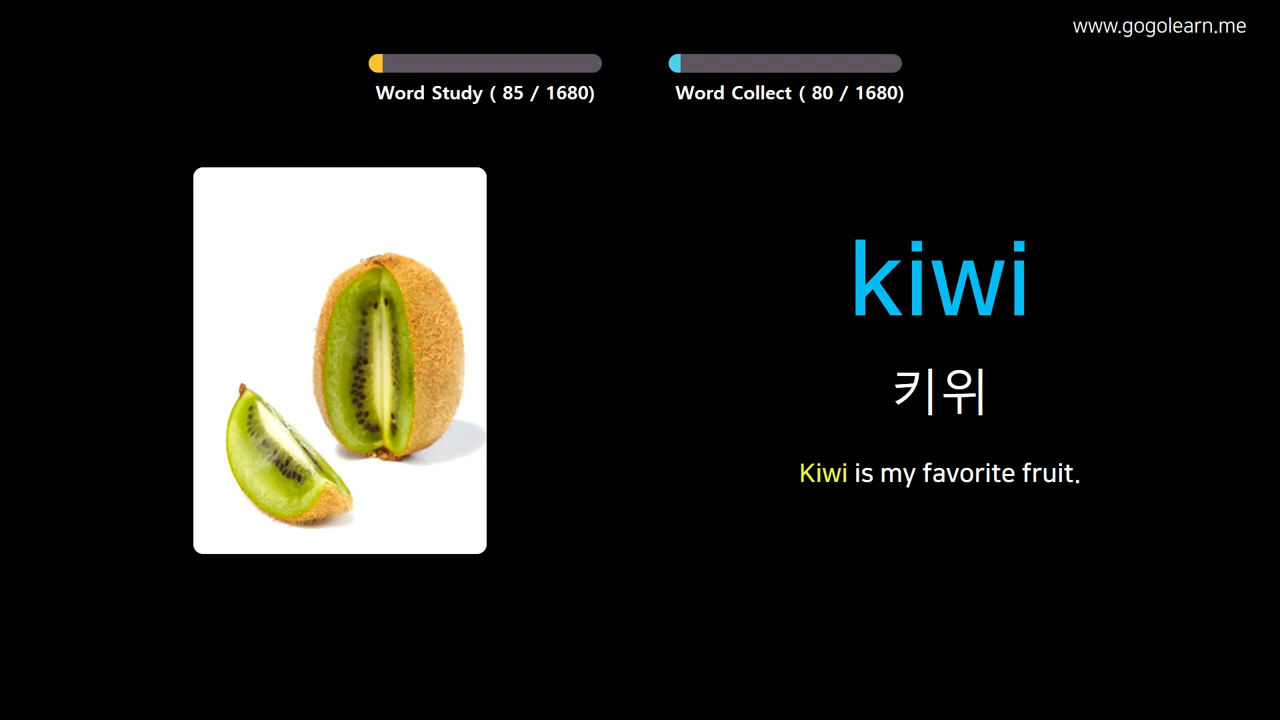 www.gogolearn.me
Word Study ( 85 / 1680)
Word Collect ( 80 / 1680)
kiwi
키위
Kiwi is my favorite fruit.